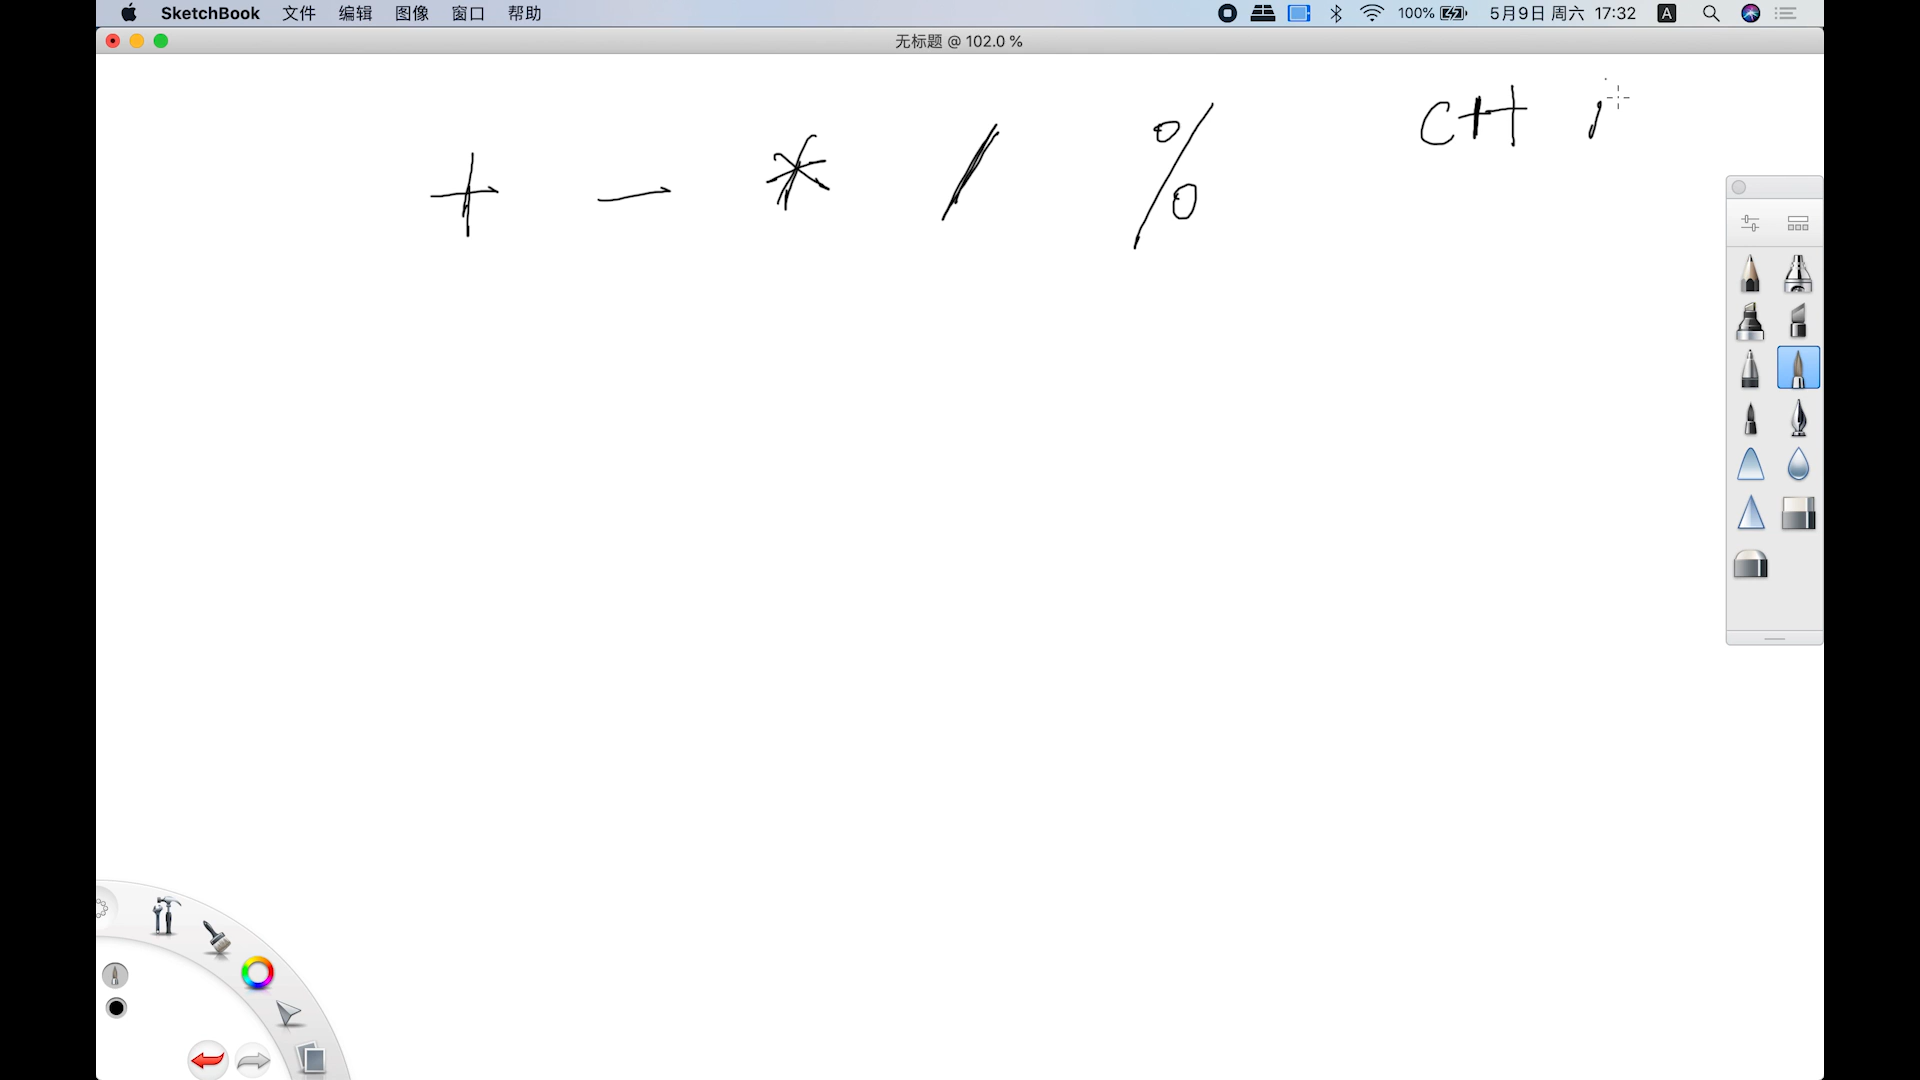 SketchBook 文件 编辑 图像 窗口 帮助 100% 5月9日 周六 17:32 A
无标题 @ 102.0 %
+ - * / % CH i